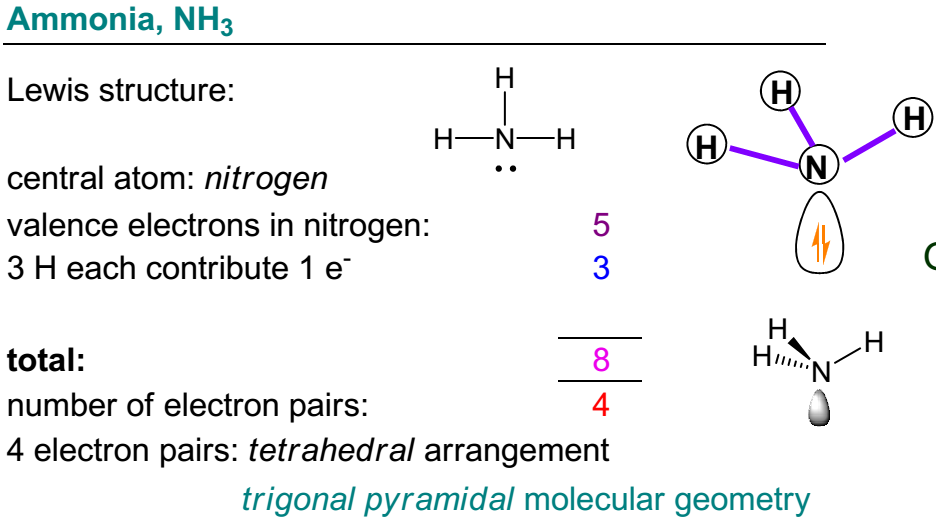 Ammonia, NH₃
Lewis structure:
H
H—N—H
••
H
H
H
N
central atom: nitrogen
valence electrons in nitrogen: 5
3 H each contribute 1 e⁻ 3
total: 8
number of electron pairs: 4
H
H
H
N
4 electron pairs: tetrahedral arrangement
trigonal pyramidal molecular geometry